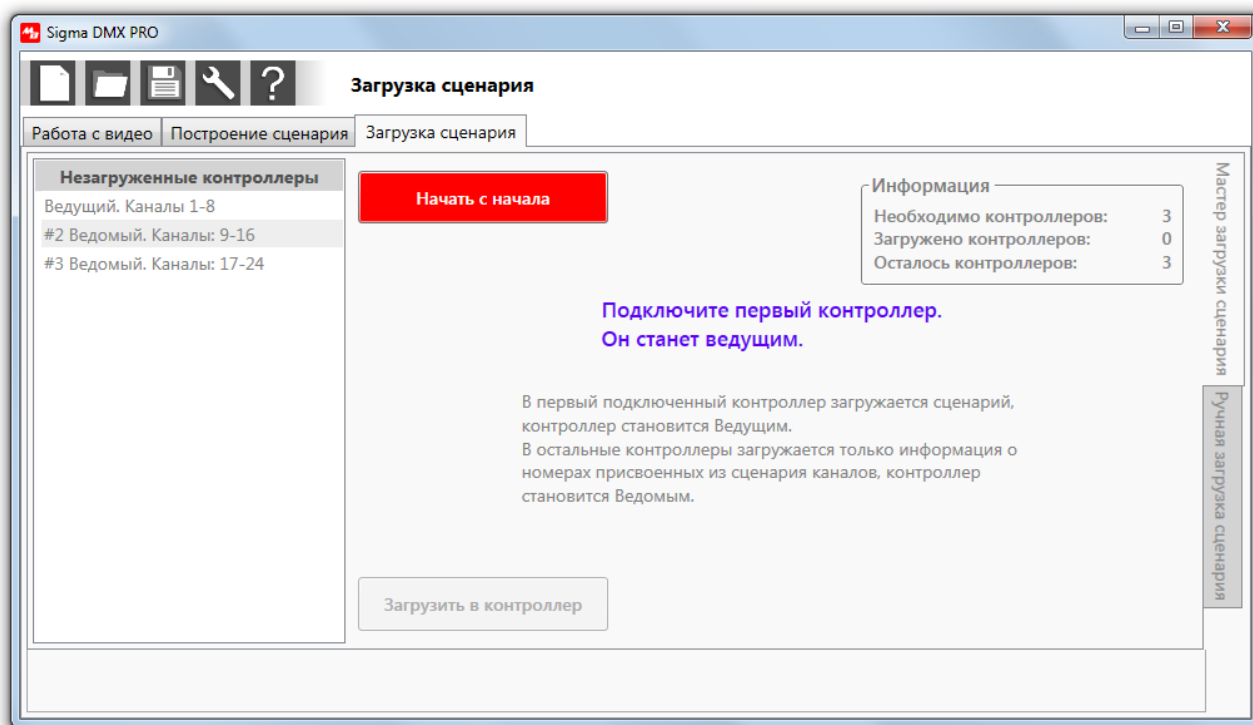 Sigma DMX PRO
Загрузка сценария
Работа с видео
Построение сценария
Загрузка сценария
Незагруженные контроллеры
Ведущий. Каналы 1-8
#2 Ведомый. Каналы: 9-16
#3 Ведомый. Каналы: 17-24
Начать с начала
Информация
Необходимо контроллеров: 3
Загружено контроллеров: 0
Осталось контроллеров: 3
Подключите первый контроллер.
Он станет ведущим.
В первый подключенный контроллер загружается сценарий,
контроллер становится Ведущим.
В остальные контроллеры загружается только информация о
номерах присвоенных из сценария каналов, контроллер
становится Ведомым.
Загрузить в контроллер
Мастер загрузки сценария
Ручная загрузка сценария